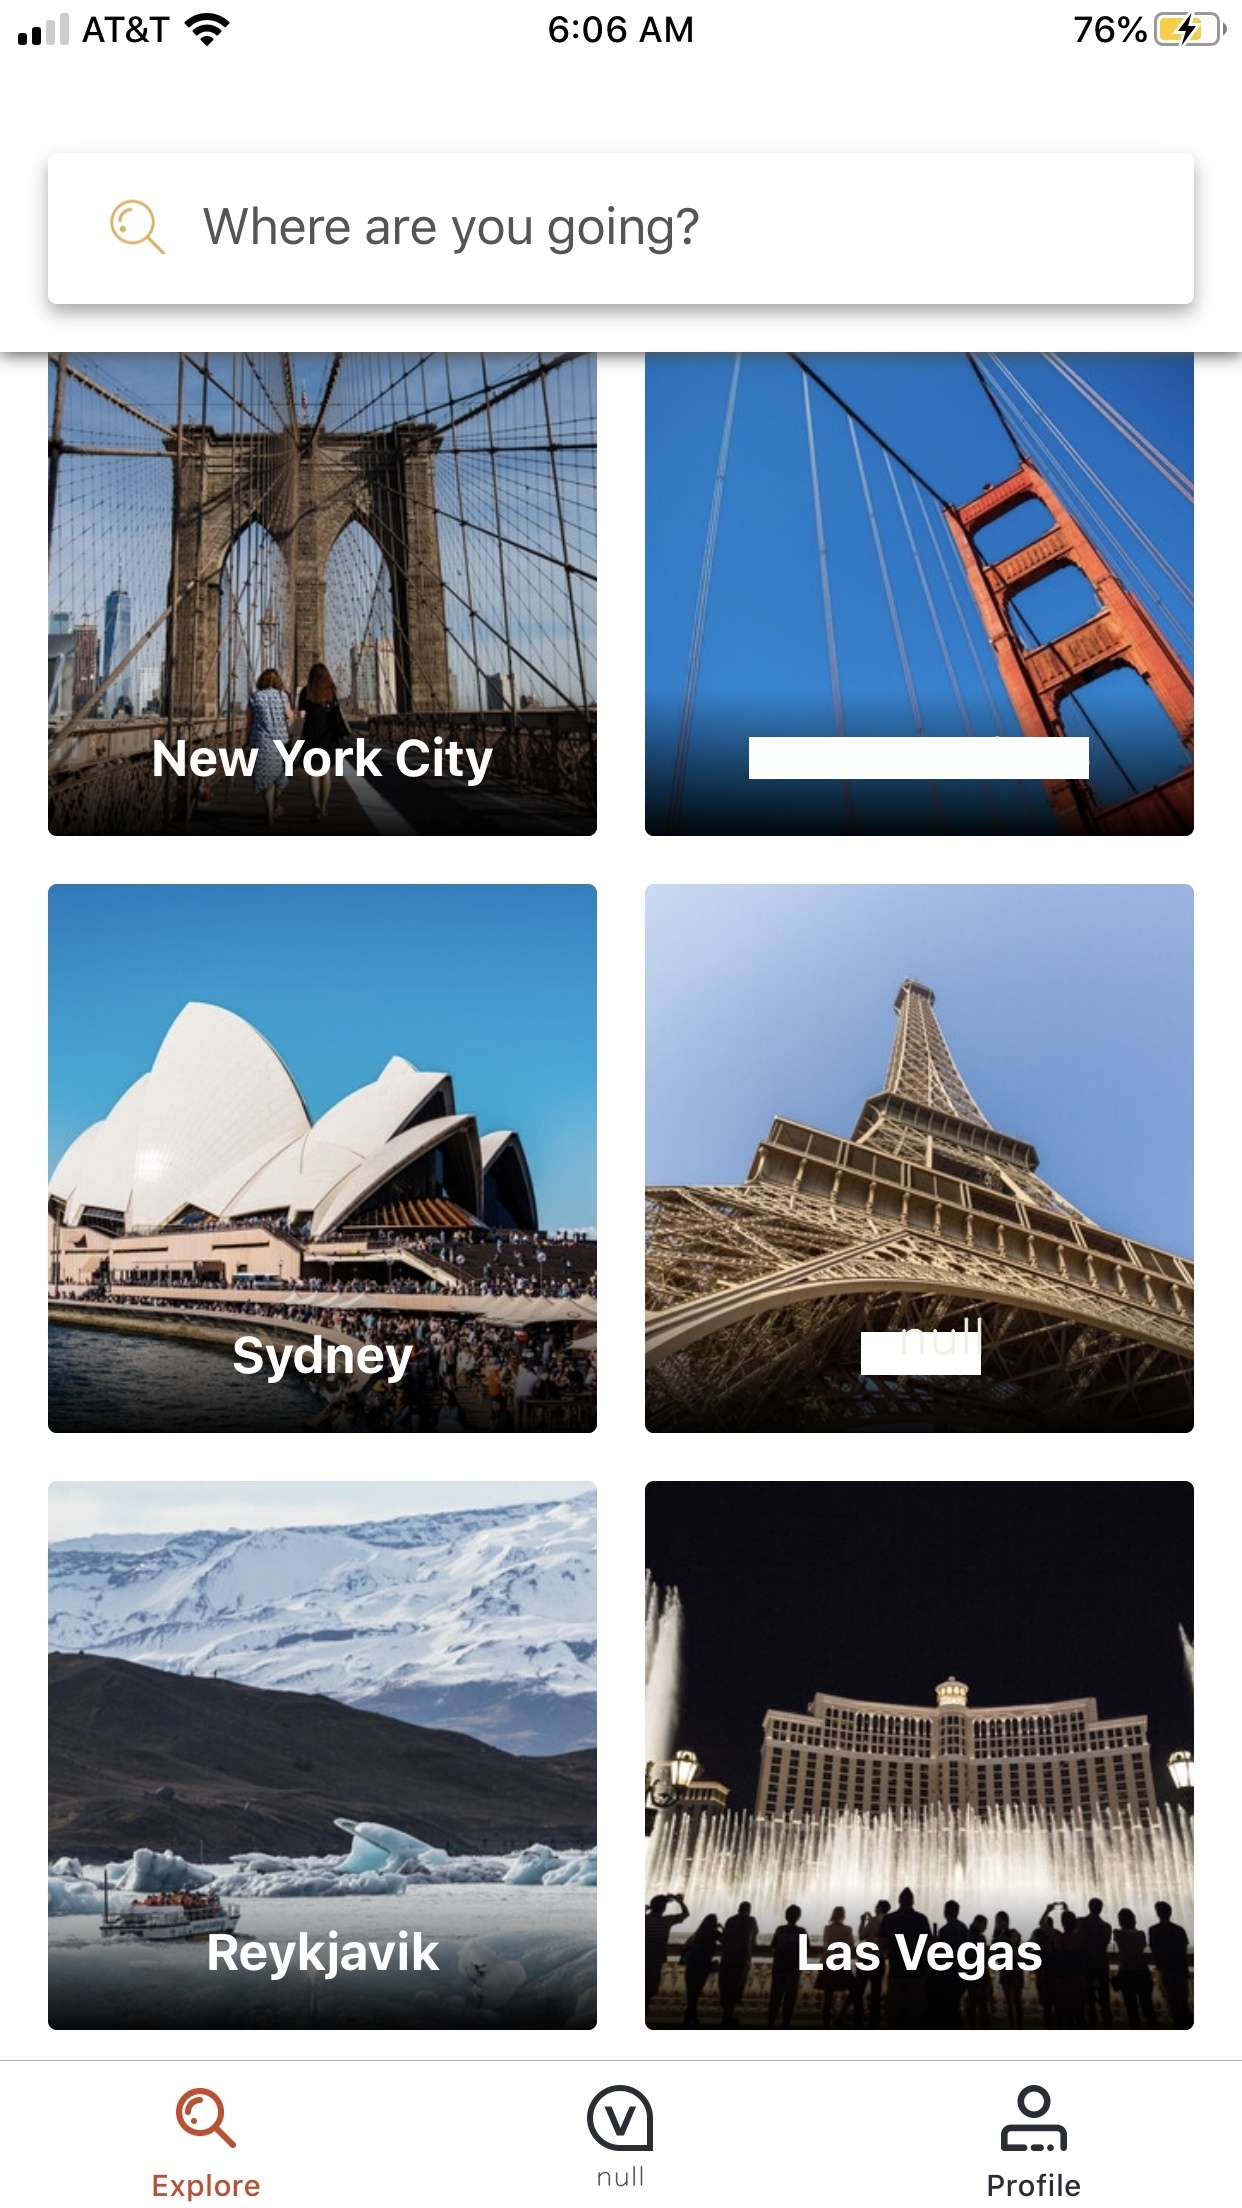 AT&T
6:06 AM
76%
Where are you going?
New York City
Sydney
null
Reykjavik
Las Vegas
Explore
V
null
Profile